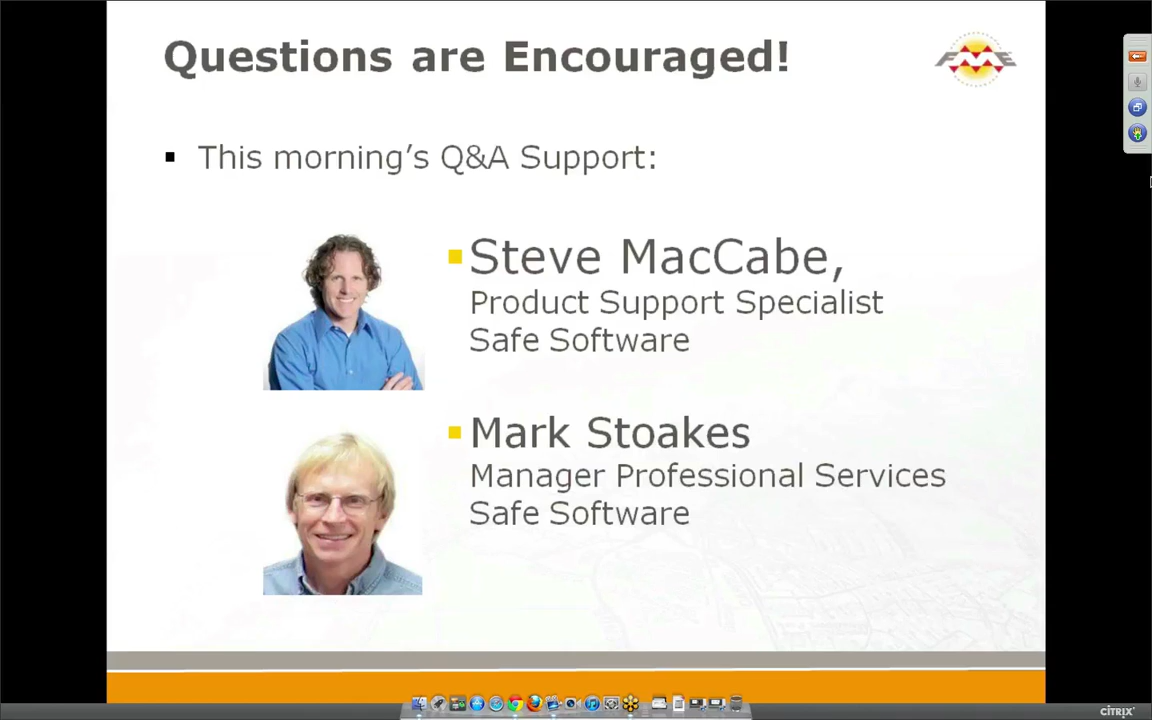 Questions are Encouraged!
FME
This morning's Q&A Support:
Steve MacCabe,
Product Support Specialist
Safe Software
Mark Stoakes
Manager Professional Services
Safe Software
CITRIX